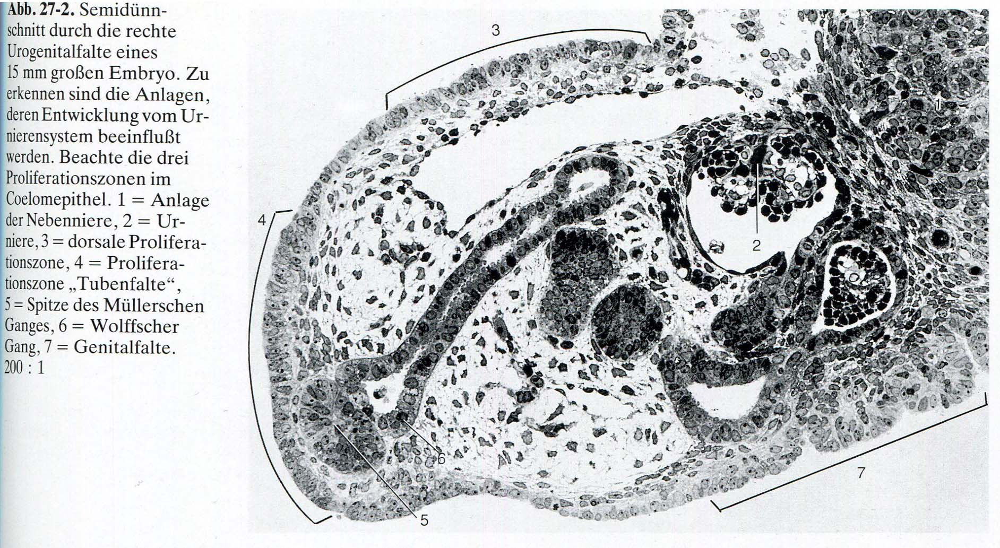 Abb. 27-2. Semidünn-
schnitt durch die rechte
Urogenitalfalte eines
15 mm großen Embryo. Zu
erkennen sind die Anlagen,
deren Entwicklung vom Ur-
nierensystem beeinflußt
werden. Beachte die drei
Proliferationszonen im
Coelomepithel. 1 = Anlage
der Nebenniere, 2 = Ur-
niere, 3 = dorsale Prolifera-
tionszone, 4 = Prolifera-
tionszone „Tubenfalte“,
5 = Spitze des Müllerschen
Ganges, 6 = Wolffscher
Gang, 7 = Genitalfalte.
200 : 1
3
1
4
2
6
7
5